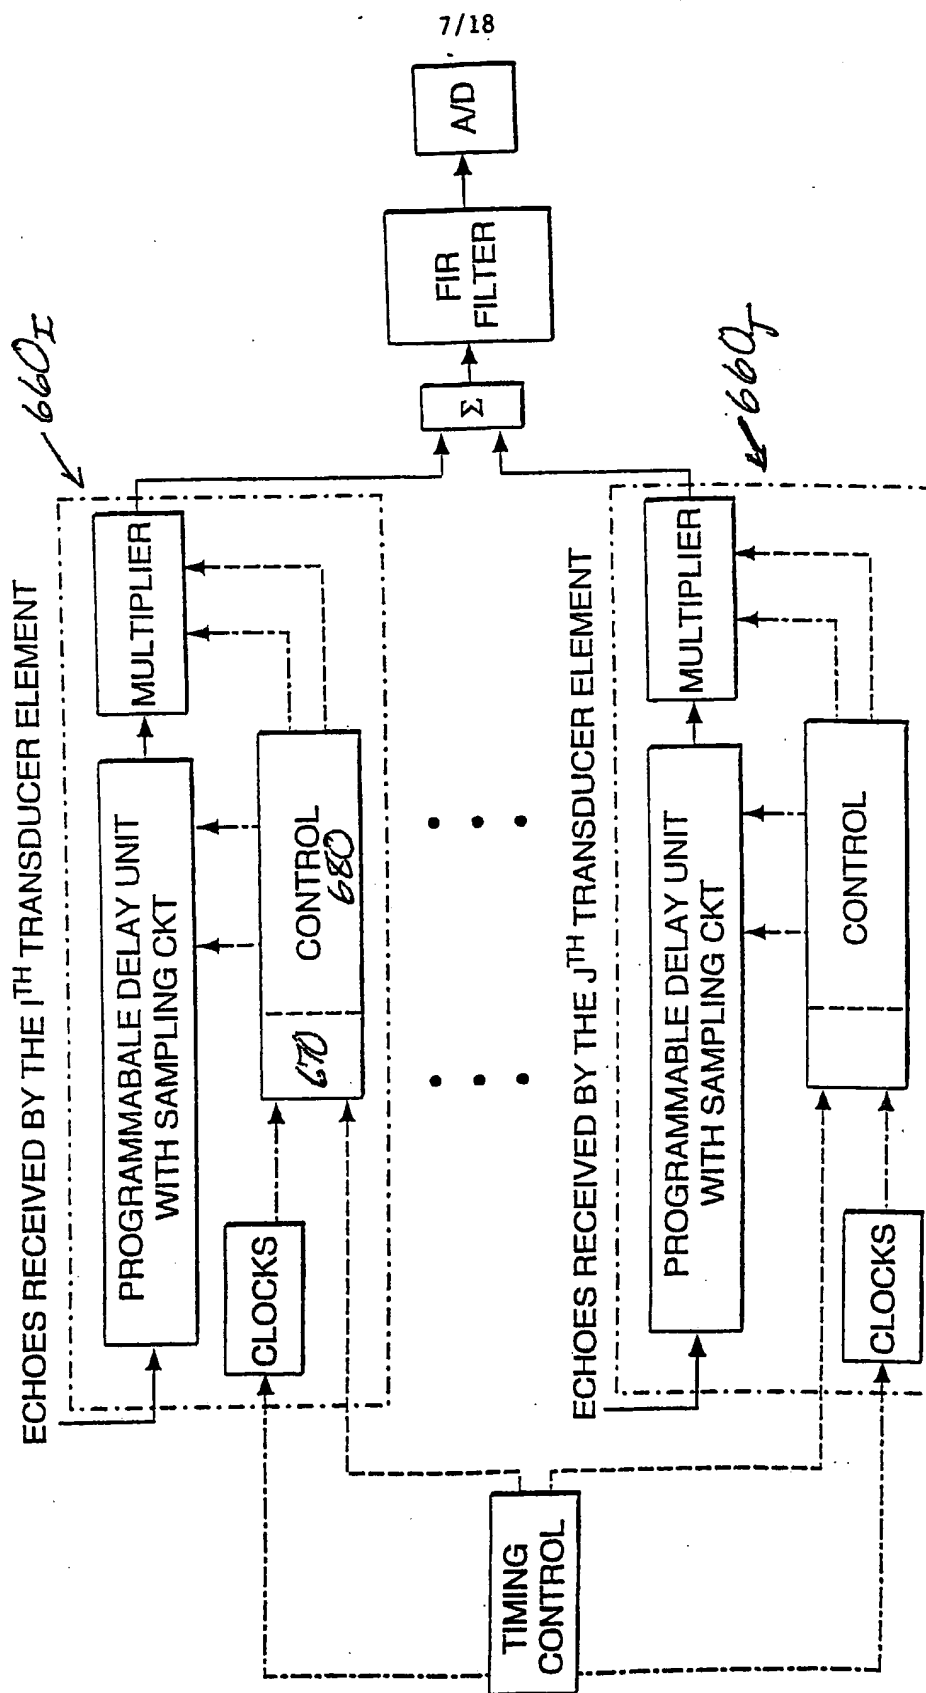 7/18
ECHOES RECEIVED BY THE ITH TRANSDUCER ELEMENT
660I
PROGRAMMABALE DELAY UNIT
WITH SAMPLING CKT
MULTIPLIER
CLOCKS
670
CONTROL
680
TIMING
CONTROL
Σ
FIR
FILTER
A/D
ECHOES RECEIVED BY THE JTH TRANSDUCER ELEMENT
660J
PROGRAMMABLE DELAY UNIT
WITH SAMPLING CKT
MULTIPLIER
CONTROL
CLOCKS